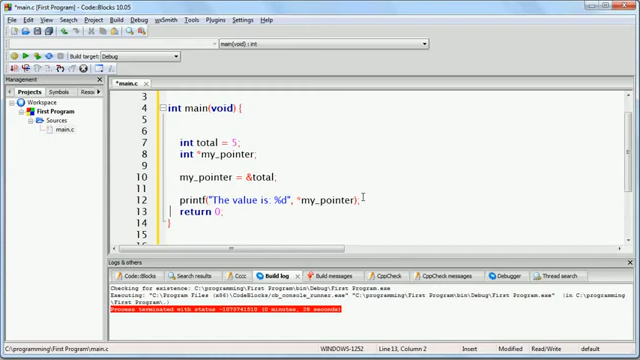 *main.c [First Program] - Code::Blocks 10.05
File Edit View Search Project Build Debug wxSmith Tools Plugins Settings Help
main(void) : int
Build target: Debug
Management
Projects Symbols Resou
Workspace
First Program
Sources
main.c
*main.c
3
4 int main(void) {
5
6
7 int total = 5;
8 int *my_pointer;
9
10 my_pointer = &total;
11
12 printf("The value is: %d", *my_pointer);
13 return 0;
14 }
15
Logs & others
Code::Blocks Search results Cccc Build log Build messages CppCheck CppCheck messages Debugger Thread search
Checking for existence: C:\programming\First Program\bin\Debug\First Program.exe
Executing: "C:\Program Files (x86)\CodeBlocks/cb_console_runner.exe" "C:\programming\First Program\bin\Debug\First Program.exe" (in C:\programming\First Program\.)
Process terminated with status -1073741510 (0 minutes, 28 seconds)
C:\programming\First Program\main.c WINDOWS-1252 Line 13, Column 2 Insert Modified Read/Write default